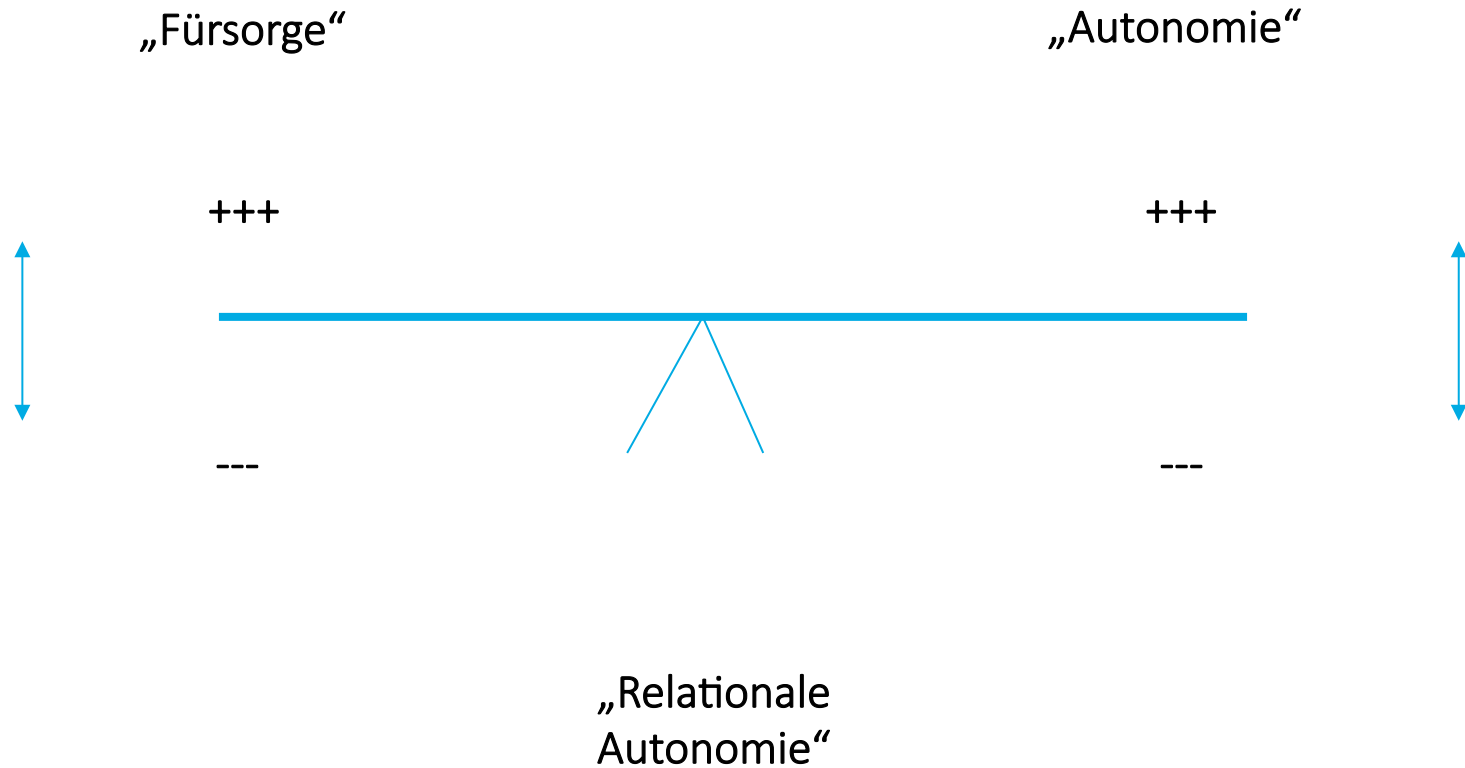 „Fürsorge“
„Autonomie“
+++
+++
---
---
„Relationale
Autonomie“